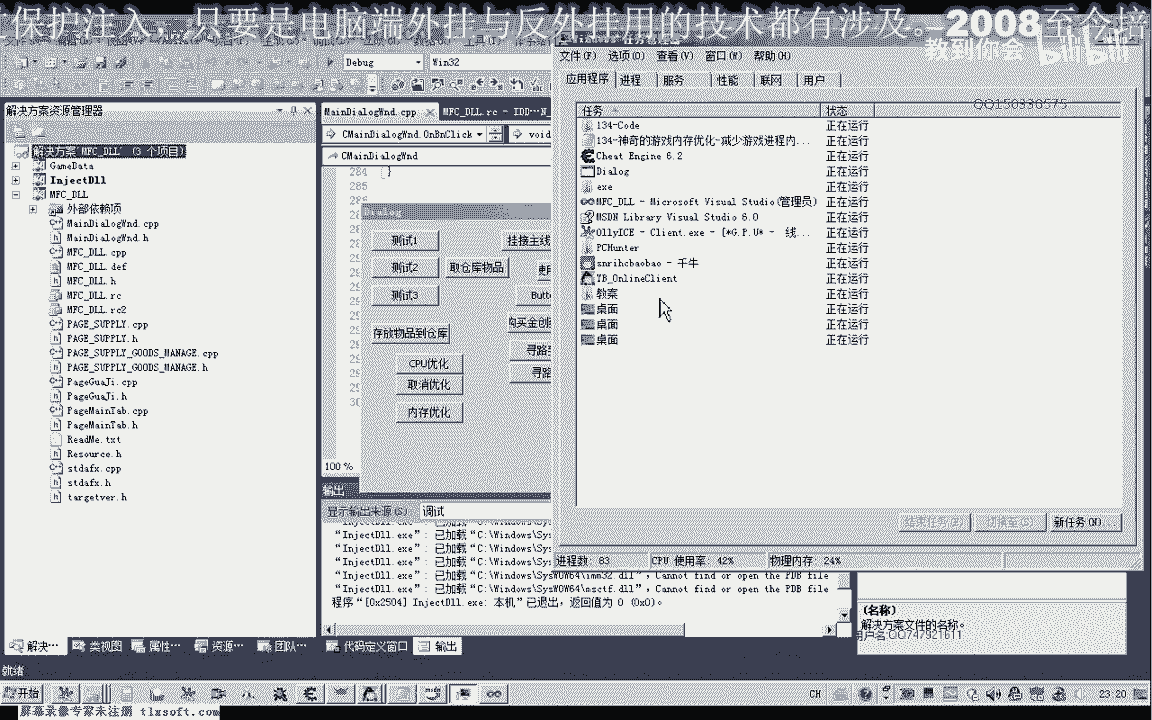 保护注入，只要是电脑端外挂与反外挂用的技术都有涉及。—2008至今培
教到你会
bilibili
Debug
Win32
解决方案资源管理器
解决方案"MFC_DLL" (3 个项目)
GameData
InjectDll
MFC_DLL
外部依赖项
MainDialogWnd.cpp
MainDialogWnd.h
MFC_DLL.cpp
MFC_DLL.def
MFC_DLL.h
MFC_DLL.rc
MFC_DLL.rc2
PAGE_SUPPLY.cpp
PAGE_SUPPLY.h
PAGE_SUPPLY_GOODS_MANAGE.cpp
PAGE_SUPPLY_GOODS_MANAGE.h
PageGuaJi.cpp
PageGuaJi.h
PageMainTab.cpp
PageMainTab.h
ReadMe.txt
Resource.h
stdafx.cpp
stdafx.h
targetver.h
MainDialogWnd.cpp
MFC_DLL.rc - IDD...N
CMainDialogWnd.OnBnClick
void
CMainDialogWnd
284 }
285
Dialog
测试1
挂接主线
测试2
取仓库物品
使
测试3
Butt
存放物品到仓库
购买金创
CPU优化
寻路
取消优化
寻路
内存优化
100 %
输出
显示输出来源(S): 调试
"InjectDll.exe": 已加载"C:\Windows\Sys
"InjectDll.exe": 已加载"C:\Windows\Sys
"InjectDll.exe": 已加载"C:\Windows\Sys
"InjectDll.exe": 已加载"C:\Windows\SysWOW64\imm32.dll", Cannot find or open the PDB file
"InjectDll.exe": 已加载"C:\Windows\SysWOW64\msctf.dll", Cannot find or open the PDB file
程序"[0x2504] InjectDll.exe: 本机"已退出，返回值为 0 (0x0)。
文件(F) 选项(O) 查看(V) 窗口(W) 帮助(H)
应用程序 进程 服务 性能 联网 用户
QQ150330575
任务 状态
134-Code 正在运行
134-神奇的游戏内存优化-减少游戏进程内... 正在运行
Cheat Engine 6.2 正在运行
Dialog 正在运行
exe 正在运行
MFC_DLL - Microsoft Visual Studio(管理员) 正在运行
MSDN Library Visual Studio 6.0 正在运行
OllyICE - Client.exe - [*G.P.U* - 线... 正在运行
PCHunter 正在运行
snrihcbaobao - 千牛 正在运行
TB_OnlineClient 正在运行
教案 正在运行
桌面 正在运行
桌面 正在运行
桌面 正在运行
结束任务(E) 切换至(S) 新任务(N)...
进程数: 83 CPU 使用率: 42% 物理内存: 24%
(名称)
解决方案文件的名称。
用户名:QQ747921611
解决... 类视图 属性... 资源... 团队... 代码定义窗口 输出
就绪
开始
CH
23:20
屏幕录像专家未注册 tlxsoft.com